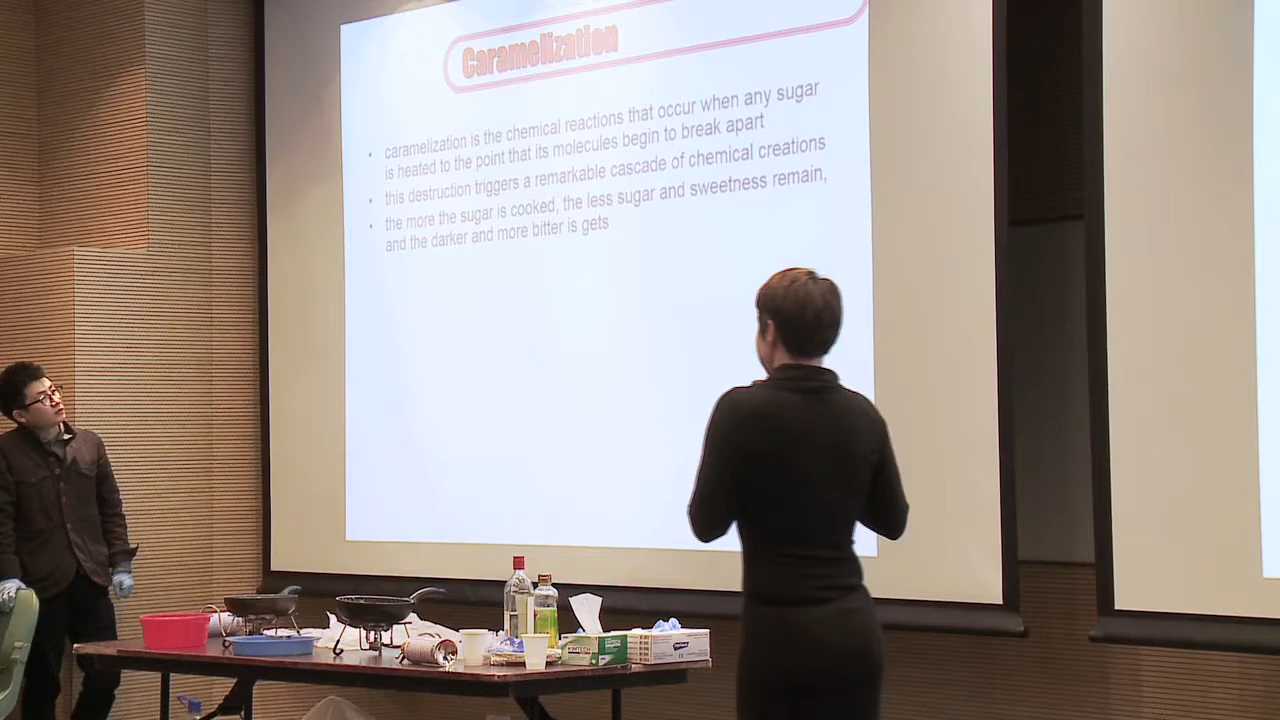 Caramelization
• caramelization is the chemical reactions that occur when any sugar
is heated to the point that its molecules begin to break apart
• this destruction triggers a remarkable cascade of chemical creations
• the more the sugar is cooked, the less sugar and sweetness remain,
and the darker and more bitter is gets
KIMTECH